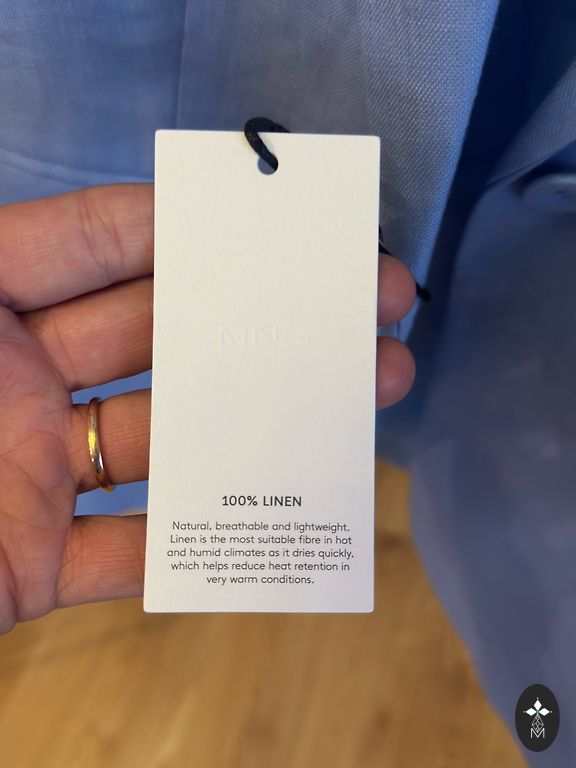 MNG
100% LINEN
Natural, breathable and lightweight.
Linen is the most suitable fibre in hot
and humid climates as it dries quickly,
which helps reduce heat retention in
very warm conditions.
M